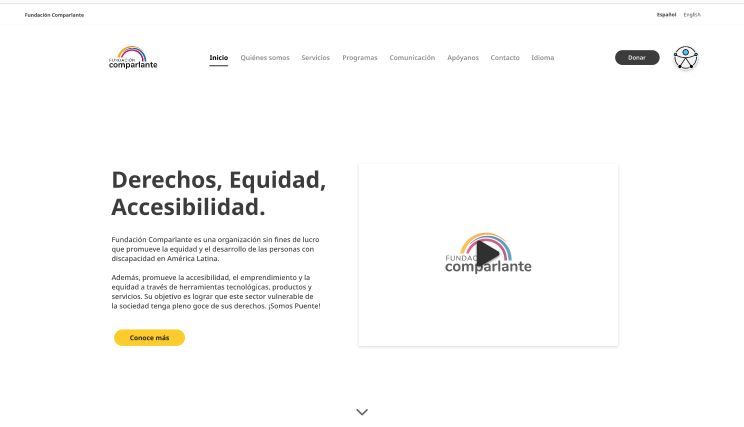 Fundación Comparlante
Español English
FUNDACIÓN
comparlante
Inicio Quiénes somos Servicios Programas Comunicación Apóyanos Contacto Idioma
Donar
Derechos, Equidad,
Accesibilidad.
Fundación Comparlante es una organización sin fines de lucro
que promueve la equidad y el desarrollo de las personas con
discapacidad en América Latina.
Además, promueve la accesibilidad, el emprendimiento y la
equidad a través de herramientas tecnológicas, productos y
servicios. Su objetivo es lograr que este sector vulnerable de
la sociedad tenga pleno goce de sus derechos. ¡Somos Puente!
Conoce más
FUNDAC
comparlante